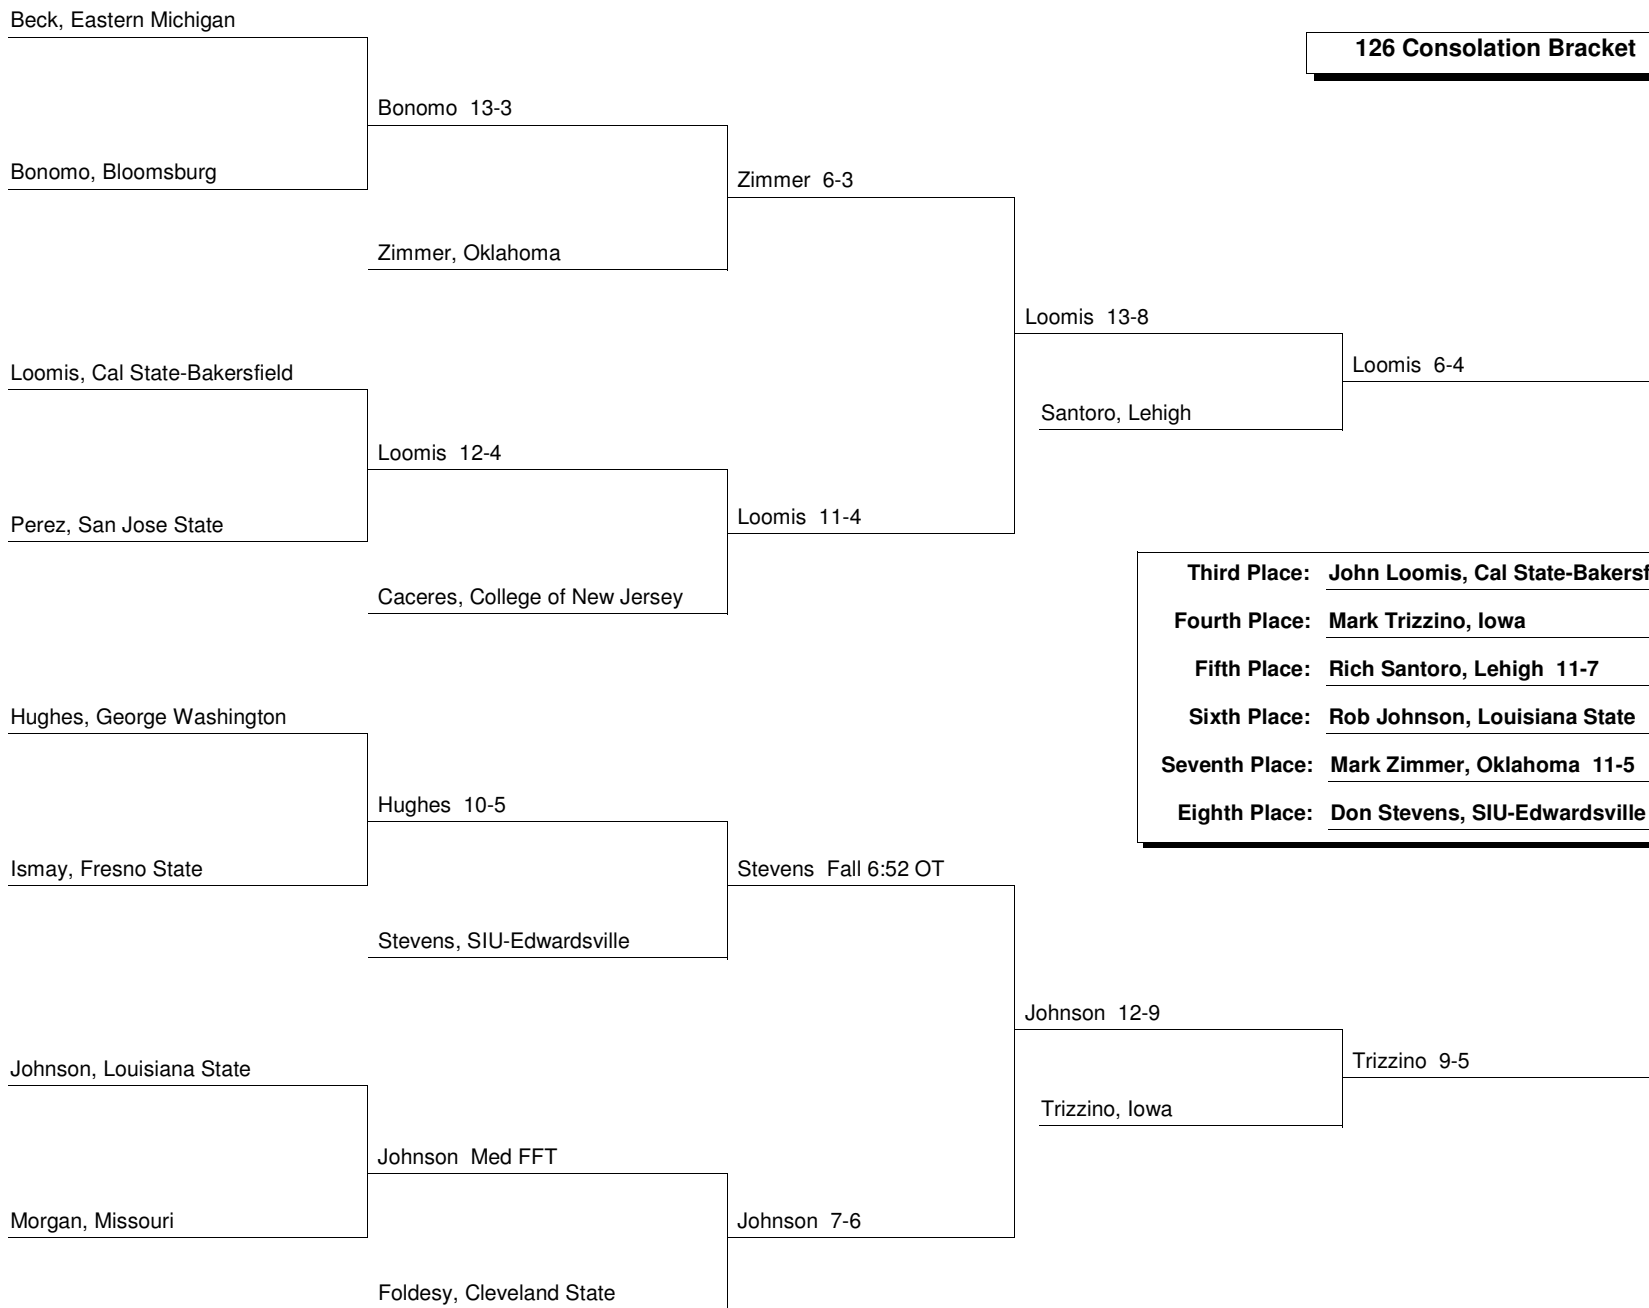 Beck, Eastern Michigan
126 Consolation Bracket
Bonomo 13-3
Bonomo, Bloomsburg
Zimmer 6-3
Zimmer, Oklahoma
Loomis 13-8
Loomis, Cal State-Bakersfield
Loomis 6-4
Santoro, Lehigh
Loomis 12-4
Perez, San Jose State
Loomis 11-4
Caceres, College of New Jersey
Third Place: John Loomis, Cal State-Bakersf
Fourth Place: Mark Trizzino, Iowa
Fifth Place: Rich Santoro, Lehigh 11-7
Sixth Place: Rob Johnson, Louisiana State
Seventh Place: Mark Zimmer, Oklahoma 11-5
Eighth Place: Don Stevens, SIU-Edwardsville
Hughes, George Washington
Hughes 10-5
Ismay, Fresno State
Stevens Fall 6:52 OT
Stevens, SIU-Edwardsville
Johnson 12-9
Johnson, Louisiana State
Trizzino 9-5
Trizzino, Iowa
Johnson Med FFT
Morgan, Missouri
Johnson 7-6
Foldesy, Cleveland State